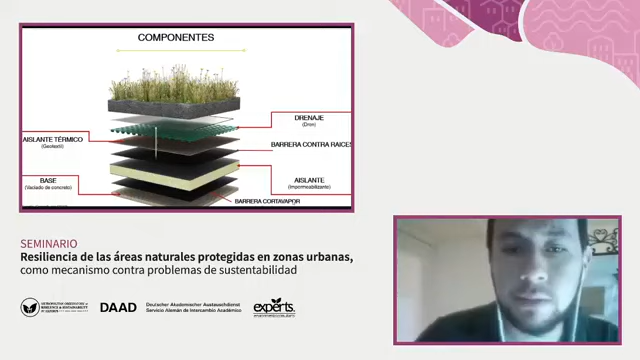 COMPONENTES
DRENAJE
(Dron)
AISLANTE TÉRMICO
(Geotextil)
BARRERA CONTRA RAICES
BASE
(Vaciado de concreto)
AISLANTE
(Impermeabilizante)
BARRERA CORTAVAPOR
SEMINARIO
Resiliencia de las áreas naturales protegidas en zonas urbanas,
como mecanismo contra problemas de sustentabilidad
DAAD
Deutscher Akademischer Austauschdienst
Servicio Alemán de Intercambio Académico
experts